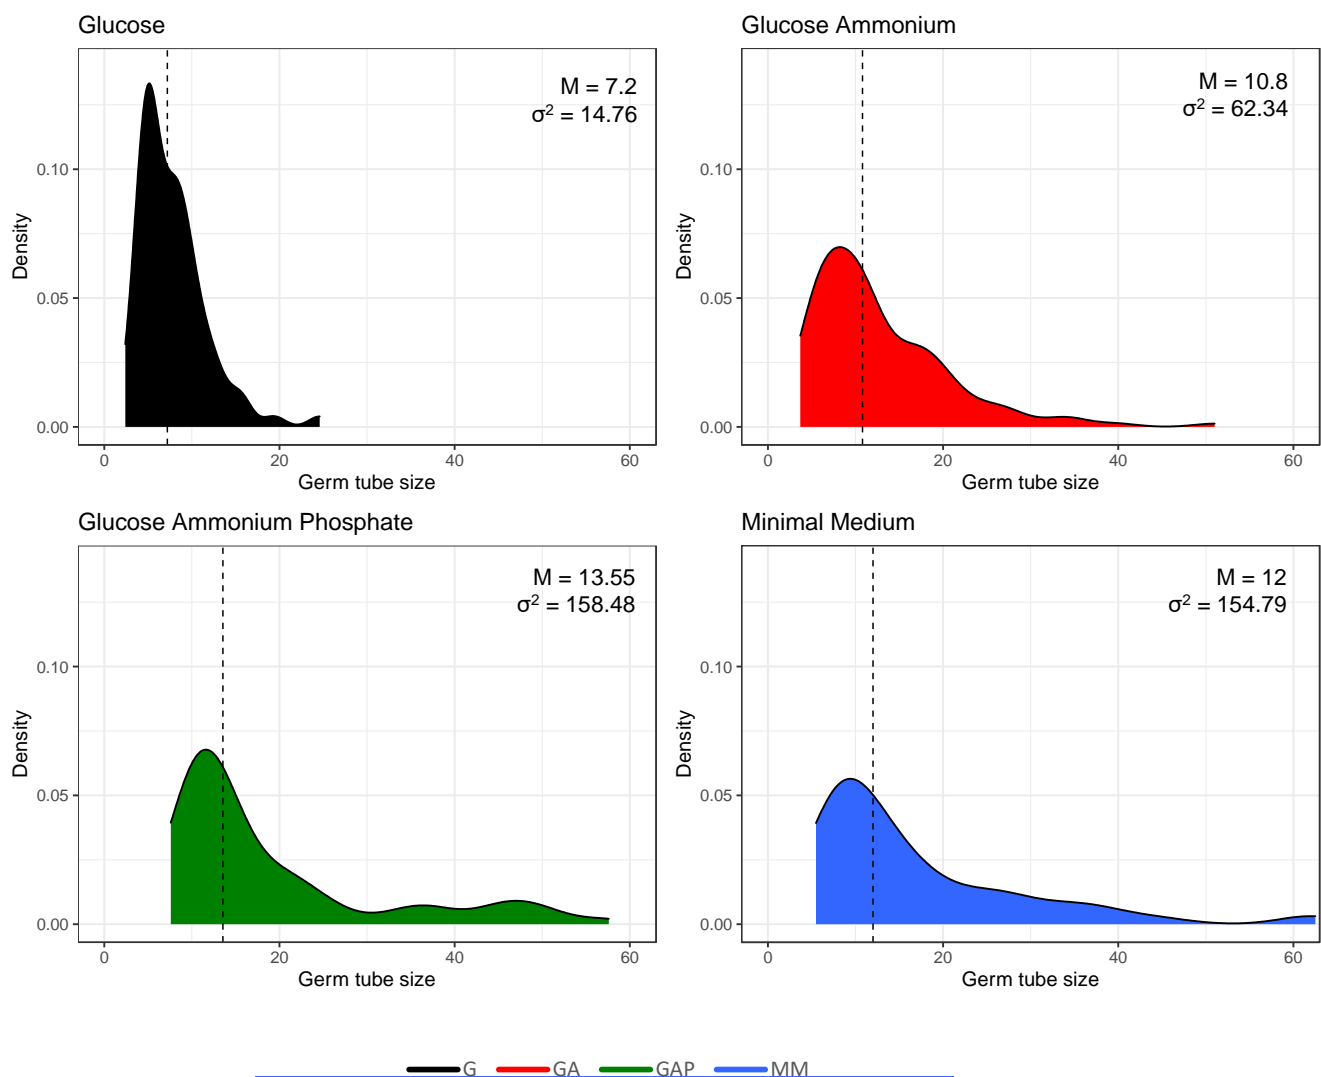 Glucose
M = 7.2
σ² = 14.76
0.10
0.05
0.00
Density
0 20 40 60
Germ tube size
Glucose Ammonium
M = 10.8
σ² = 62.34
0.10
0.05
0.00
Density
0 20 40 60
Germ tube size
Glucose Ammonium Phosphate
M = 13.55
σ² = 158.48
0.10
0.05
0.00
Density
0 20 40 60
Germ tube size
Minimal Medium
M = 12
σ² = 154.79
0.10
0.05
0.00
Density
0 20 40 60
Germ tube size
G GA GAP MM